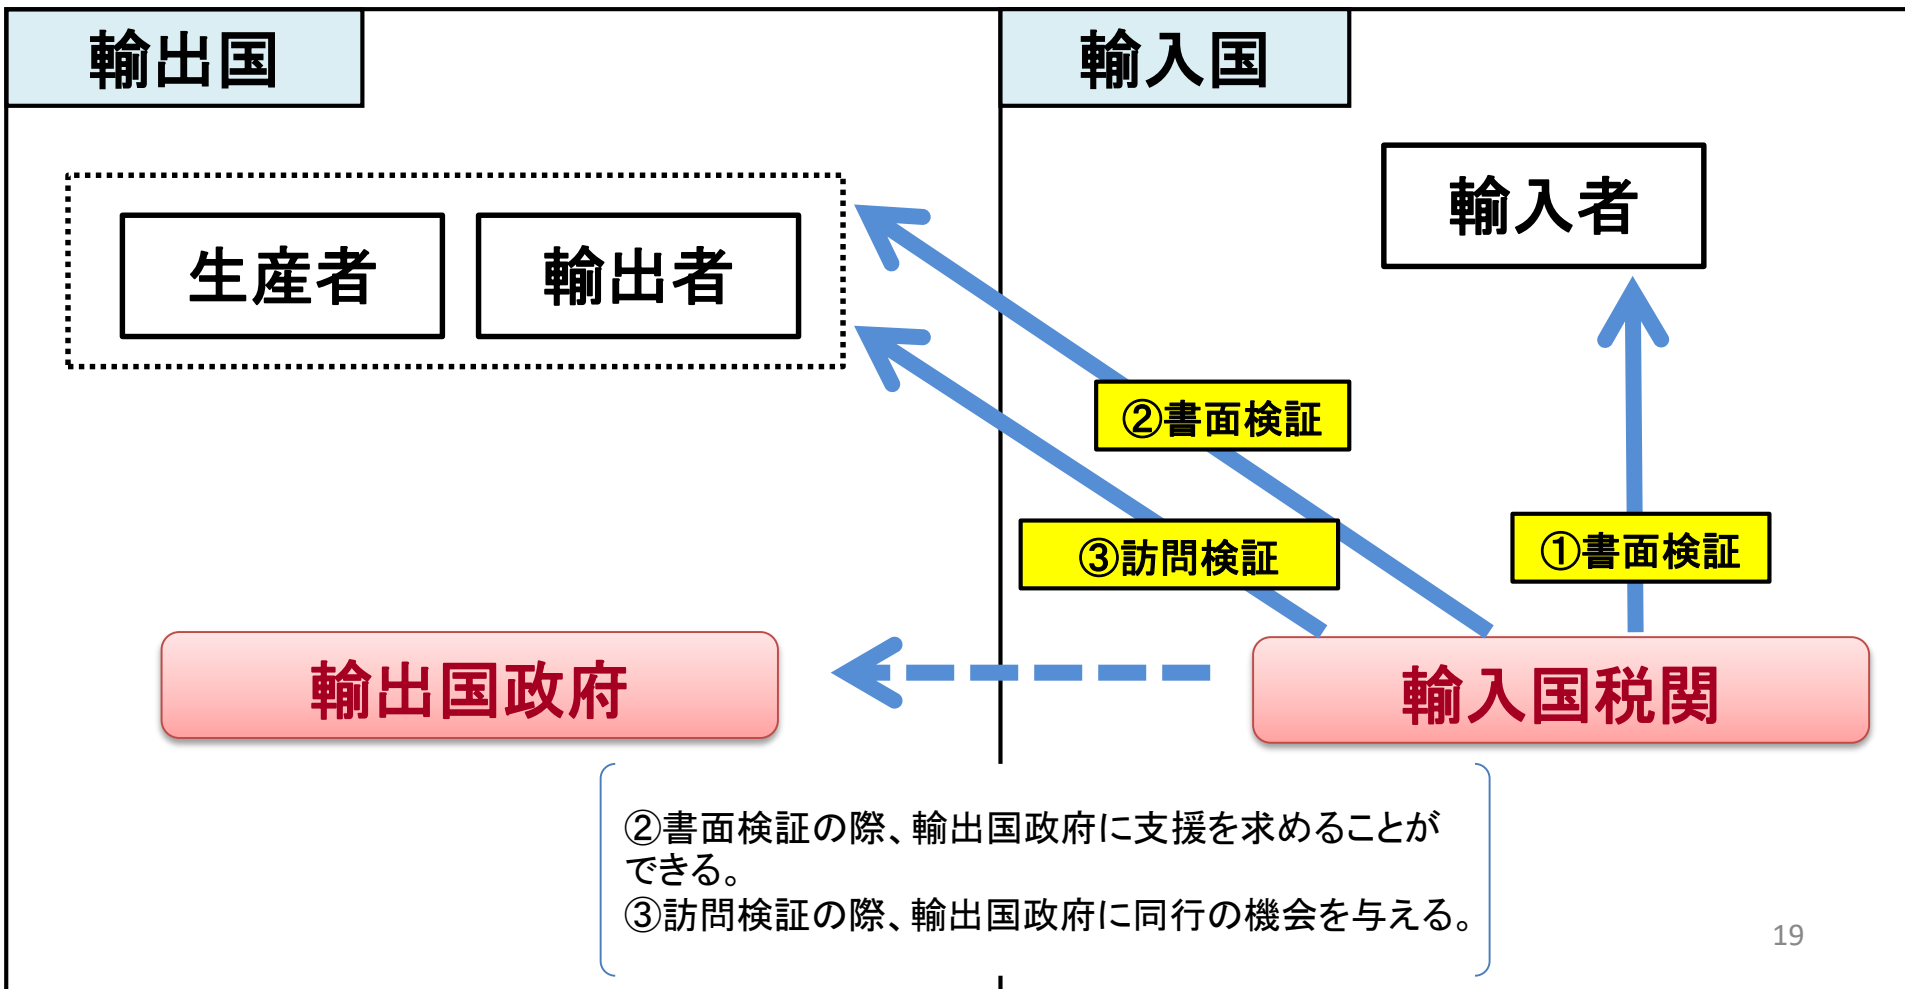 輸出国
輸入国
輸入者
生産者
輸出者
②書面検証
③訪問検証
①書面検証
輸出国政府
輸入国税関
②書面検証の際、輸出国政府に支援を求めることが
できる。
③訪問検証の際、輸出国政府に同行の機会を与える。
19